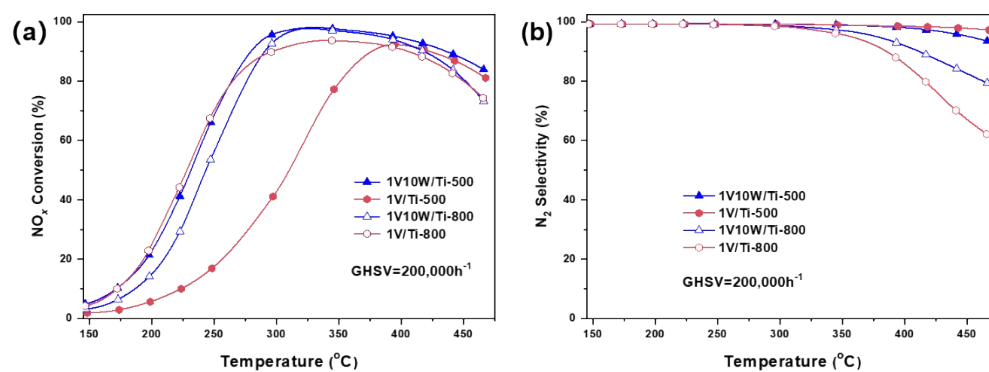 (a)
NOx Conversion (%)
100
80
60
40
20
0
150 200 250 300 350 400 450
Temperature (°C)
1V10W/Ti-500
1V/Ti-500
1V10W/Ti-800
1V/Ti-800
GHSV=200,000h⁻¹
(b)
N₂ Selectivity (%)
100
80
60
40
20
0
150 200 250 300 350 400 450
Temperature (°C)
1V10W/Ti-500
1V/Ti-500
1V10W/Ti-800
1V/Ti-800
GHSV=200,000h⁻¹